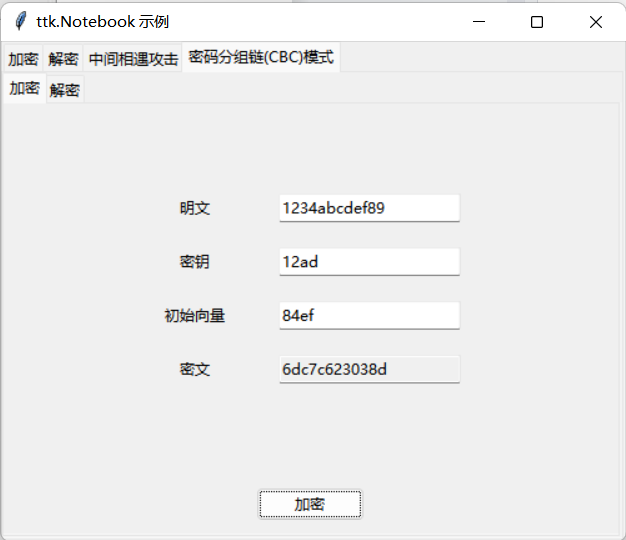 ttk.Notebook 示例
加密 解密 中间相遇攻击 密码分组链(CBC)模式
加密 解密
明文 1234abcdef89
密钥 12ad
初始向量 84ef
密文 6dc7c623038d
加密